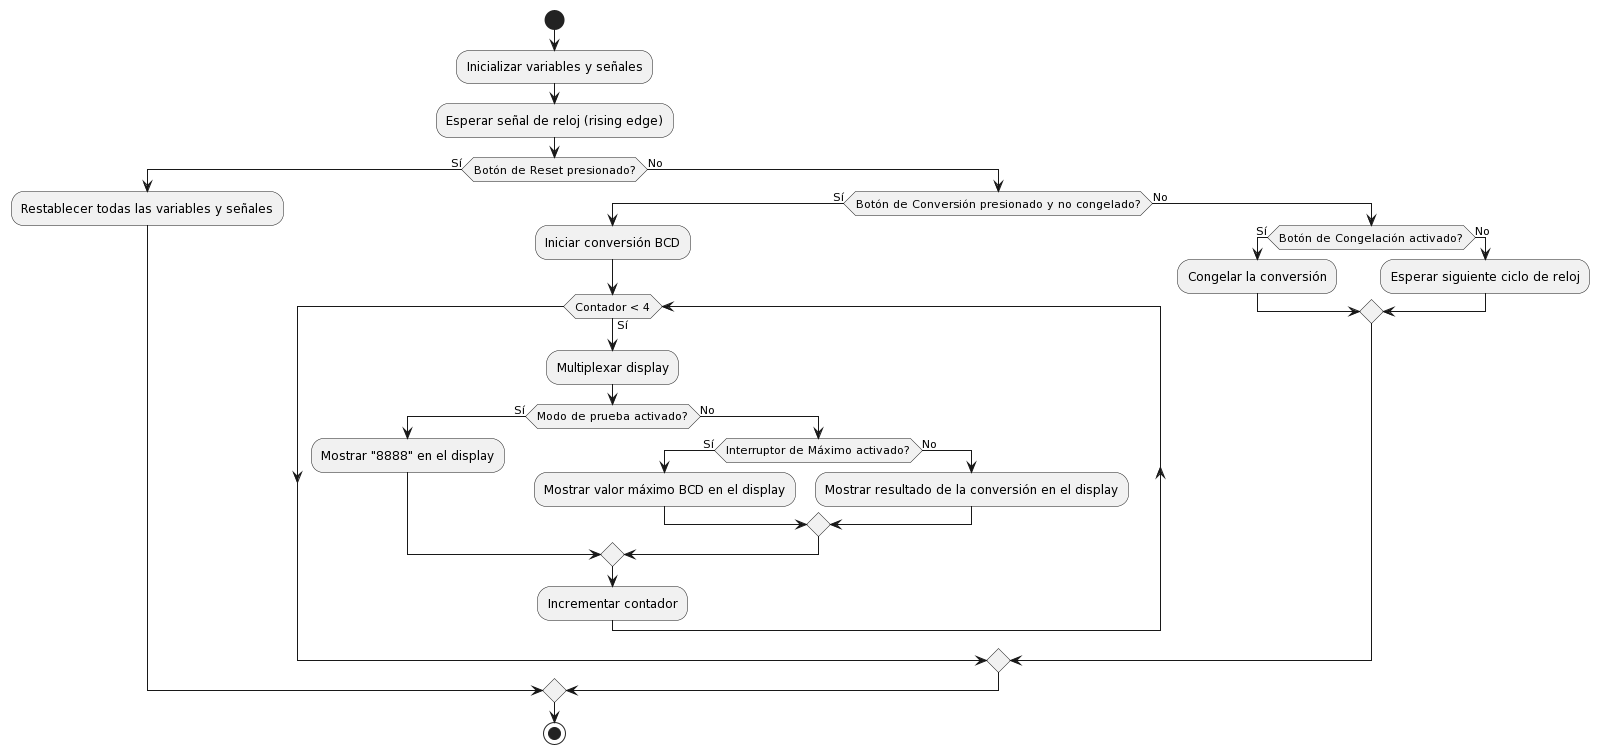 Inicializar variables y señales
Esperar señal de reloj (rising edge)
Sí
Botón de Reset presionado?
No
Restablecer todas las variables y señales
Sí
Botón de Conversión presionado y no congelado?
No
Iniciar conversión BCD
Sí
Botón de Congelación activado?
No
Congelar la conversión
Esperar siguiente ciclo de reloj
Contador < 4
Sí
Multiplexar display
Sí
Modo de prueba activado?
No
Mostrar "8888" en el display
Sí
Interruptor de Máximo activado?
No
Mostrar valor máximo BCD en el display
Mostrar resultado de la conversión en el display
Incrementar contador